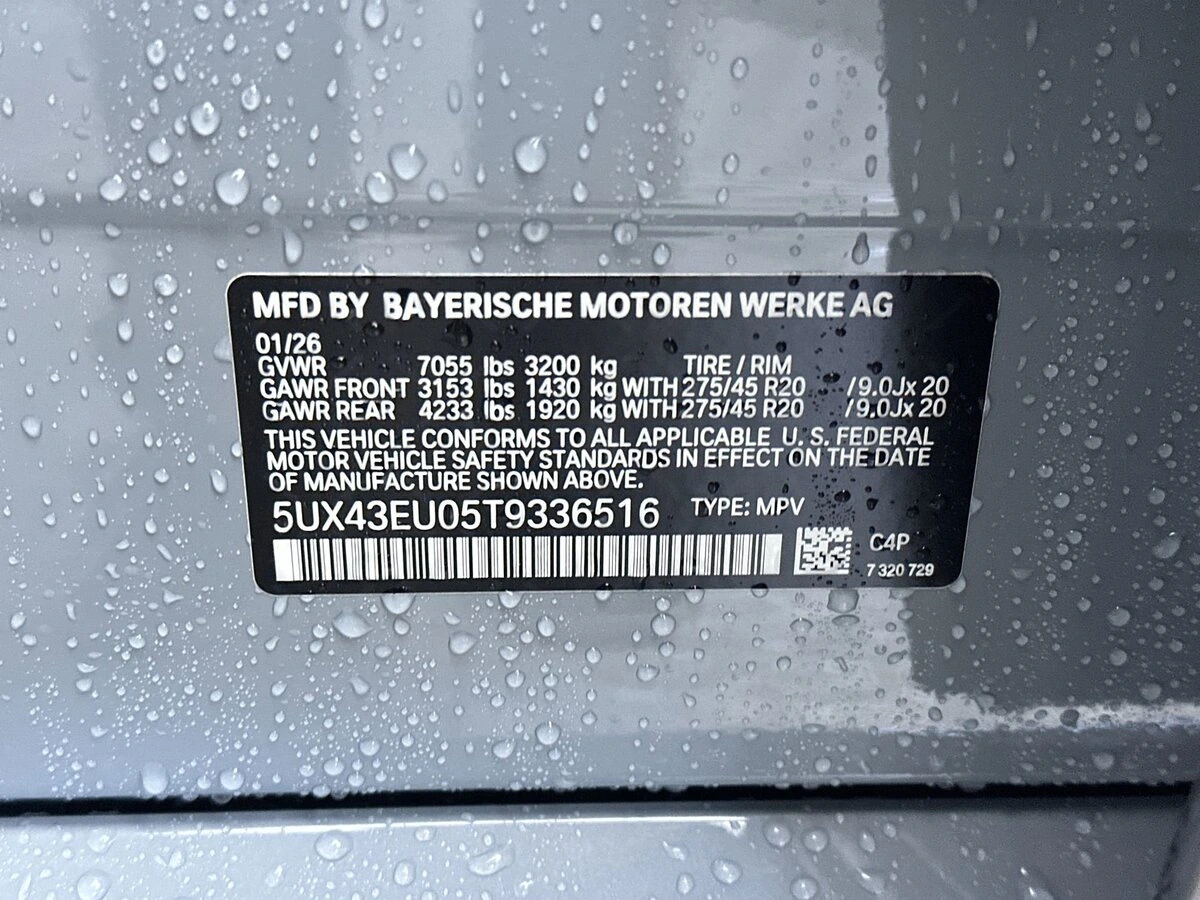 MFD BY BAYERISCHE MOTOREN WERKE AG
01/26
GVWR 7055 lbs 3200 kg TIRE / RIM
GAWR FRONT 3153 lbs 1430 kg WITH 275/45 R20 /9.0Jx 20
GAWR REAR 4233 lbs 1920 kg WITH 275/45 R20 /9.0Jx 20
THIS VEHICLE CONFORMS TO ALL APPLICABLE U. S. FEDERAL
MOTOR VEHICLE SAFETY STANDARDS IN EFFECT ON THE DATE
OF MANUFACTURE SHOWN ABOVE.
5UX43EU05T9336516 TYPE: MPV
C4P
7 320 729